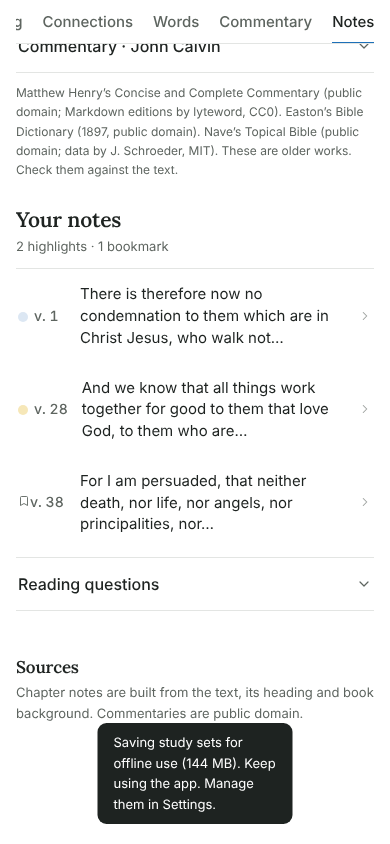 g Connections Words Commentary Notes
Commentary · John Calvin
Matthew Henry's Concise and Complete Commentary (public
domain; Markdown editions by lyteword, CC0). Easton's Bible
Dictionary (1897, public domain). Nave's Topical Bible (public
domain; data by J. Schroeder, MIT). These are older works.
Check them against the text.
Your notes
2 highlights · 1 bookmark
There is therefore now no
v. 1 condemnation to them which are in
Christ Jesus, who walk not...
And we know that all things work
v. 28 together for good to them that love
God, to them who are...
For I am persuaded, that neither
v. 38 death, nor life, nor angels, nor
principalities, nor...
Reading questions
Sources
Chapter notes are built from the text, its heading and book
background. Commentaries are public domain.
Saving study sets for
offline use (144 MB). Keep
using the app. Manage
them in Settings.